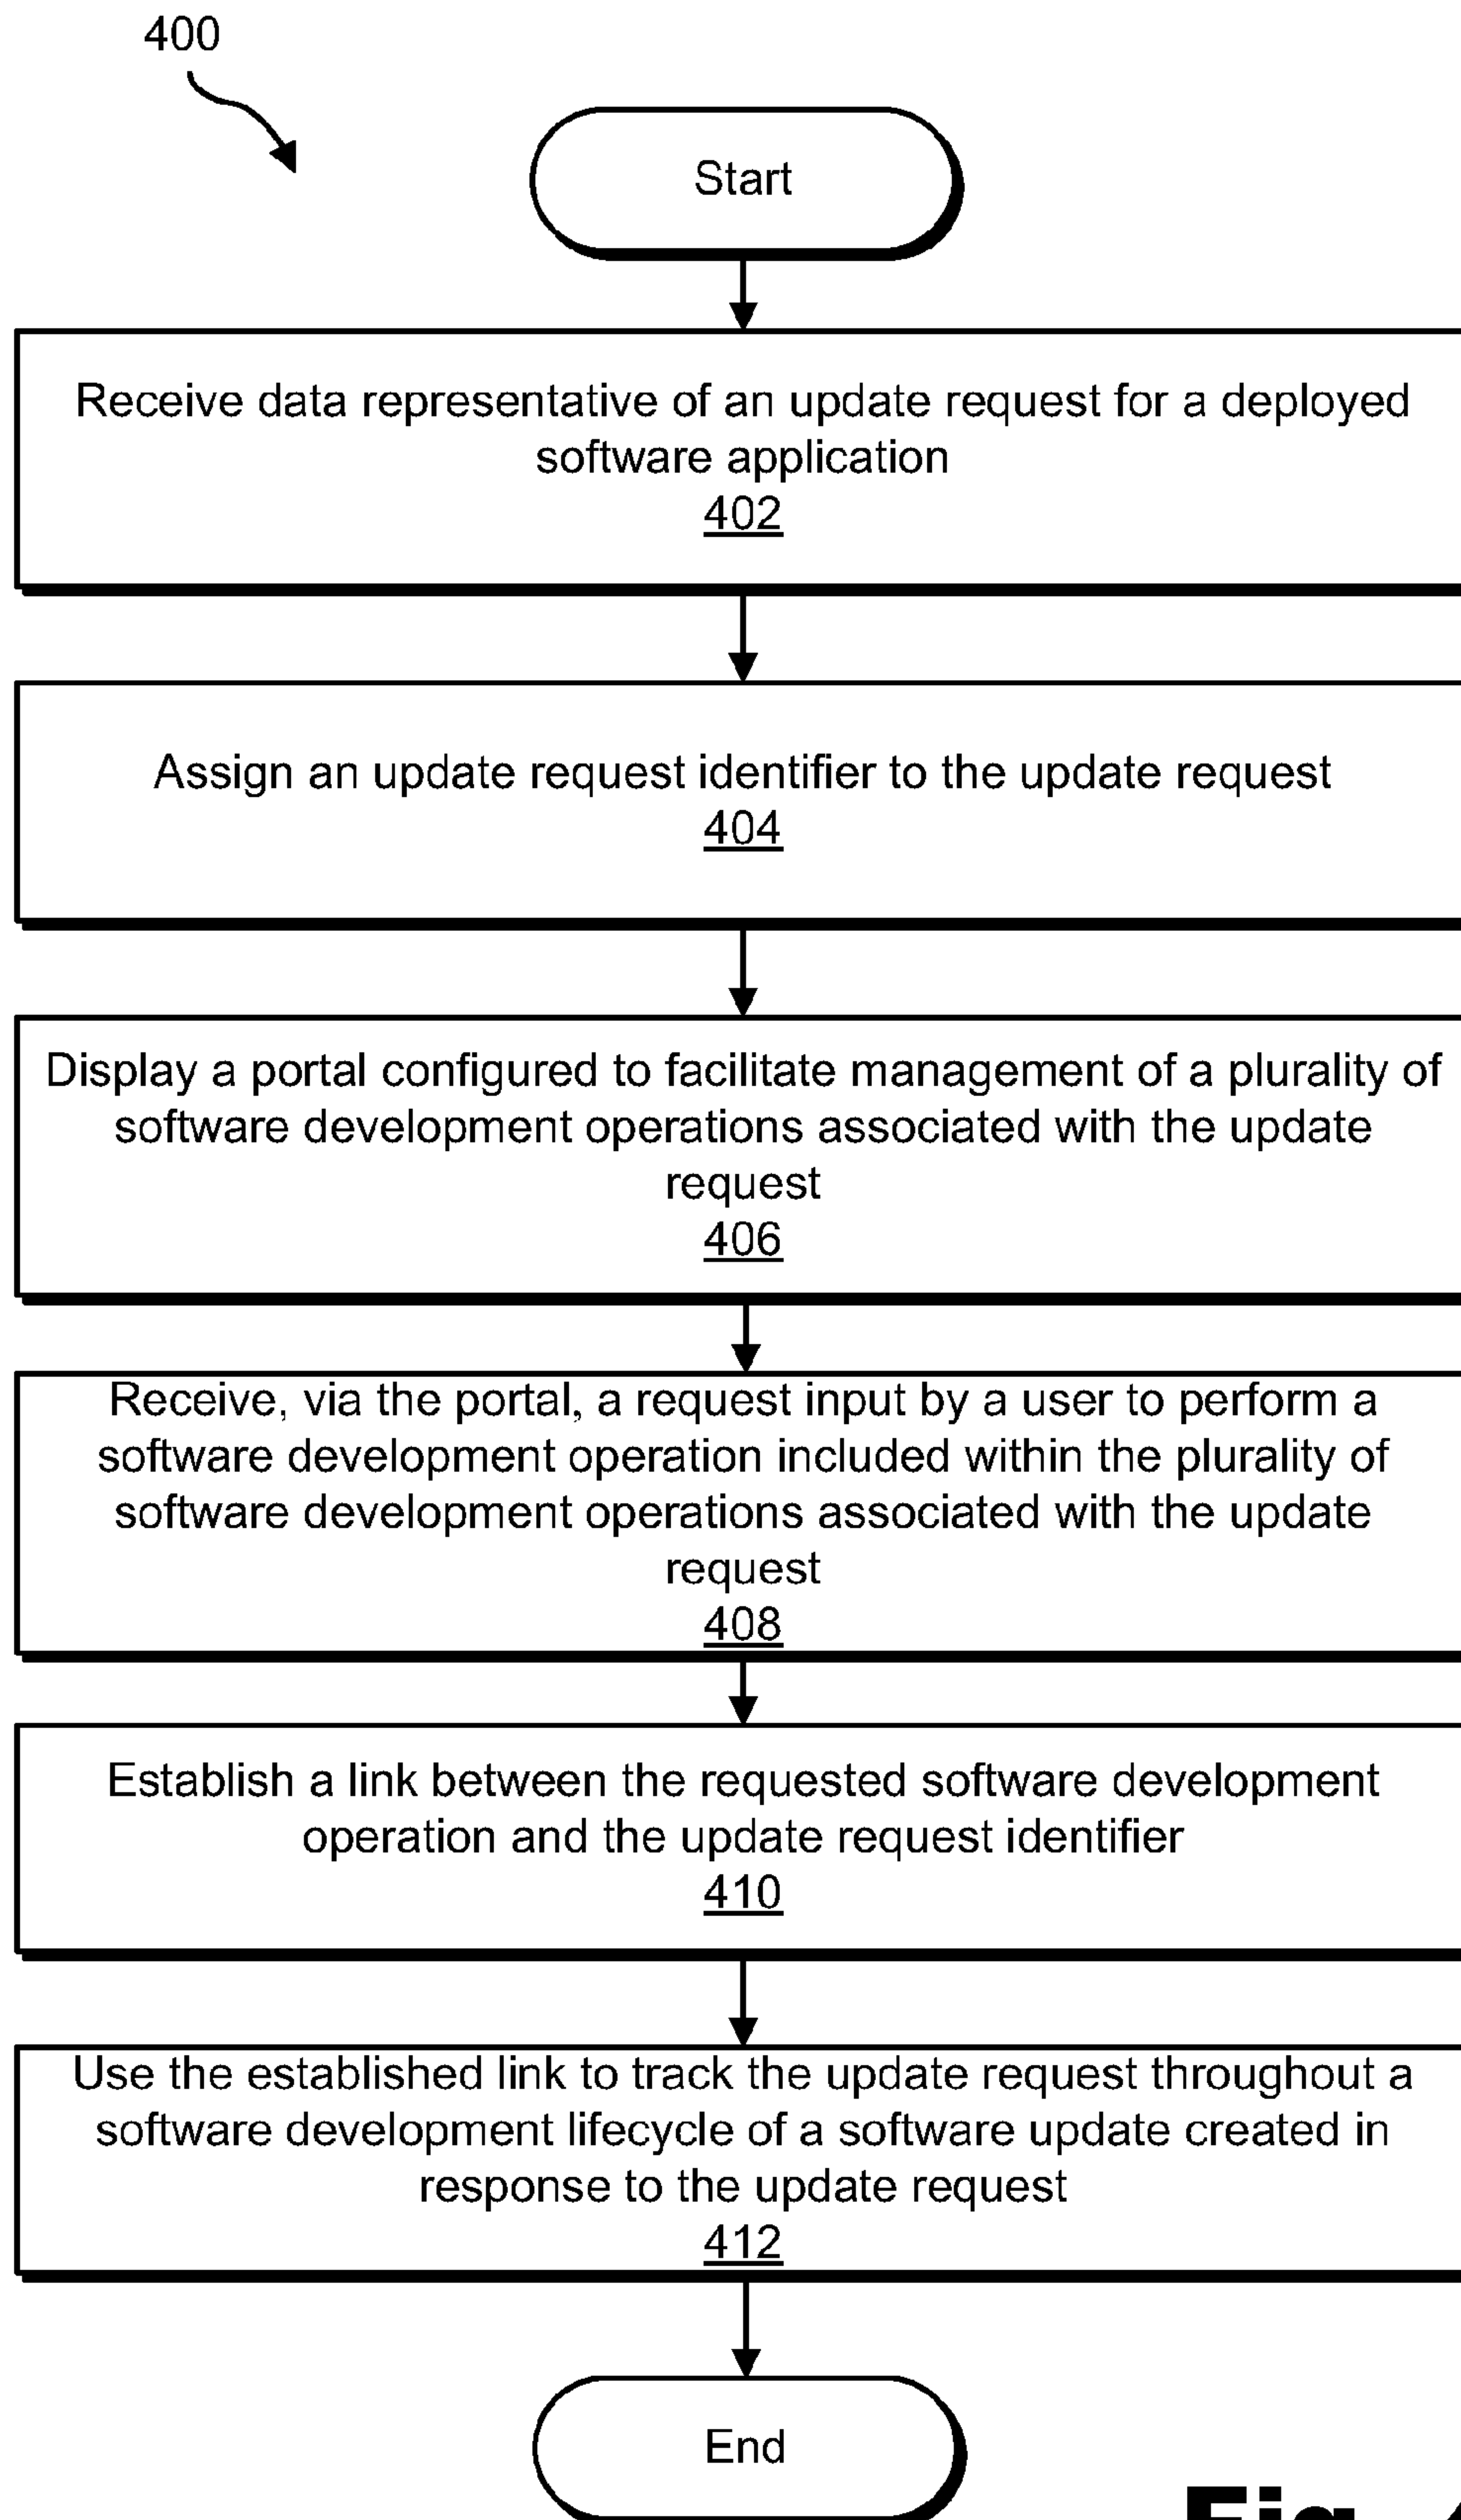 400
Start
Receive data representative of an update request for a deployed
software application
402
Assign an update request identifier to the update request
404
Display a portal configured to facilitate management of a plurality of
software development operations associated with the update
request
406
Receive, via the portal, a request input by a user to perform a
software development operation included within the plurality of
software development operations associated with the update
request
408
Establish a link between the requested software development
operation and the update request identifier
410
Use the established link to track the update request throughout a
software development lifecycle of a software update created in
response to the update request
412
End